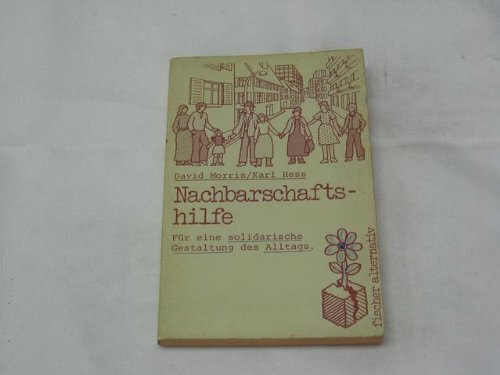 David Morris/Karl Hess
Nachbarschafts-
hilfe
Für eine solidarische
Gestaltung des Alltags.
fischer alternativ